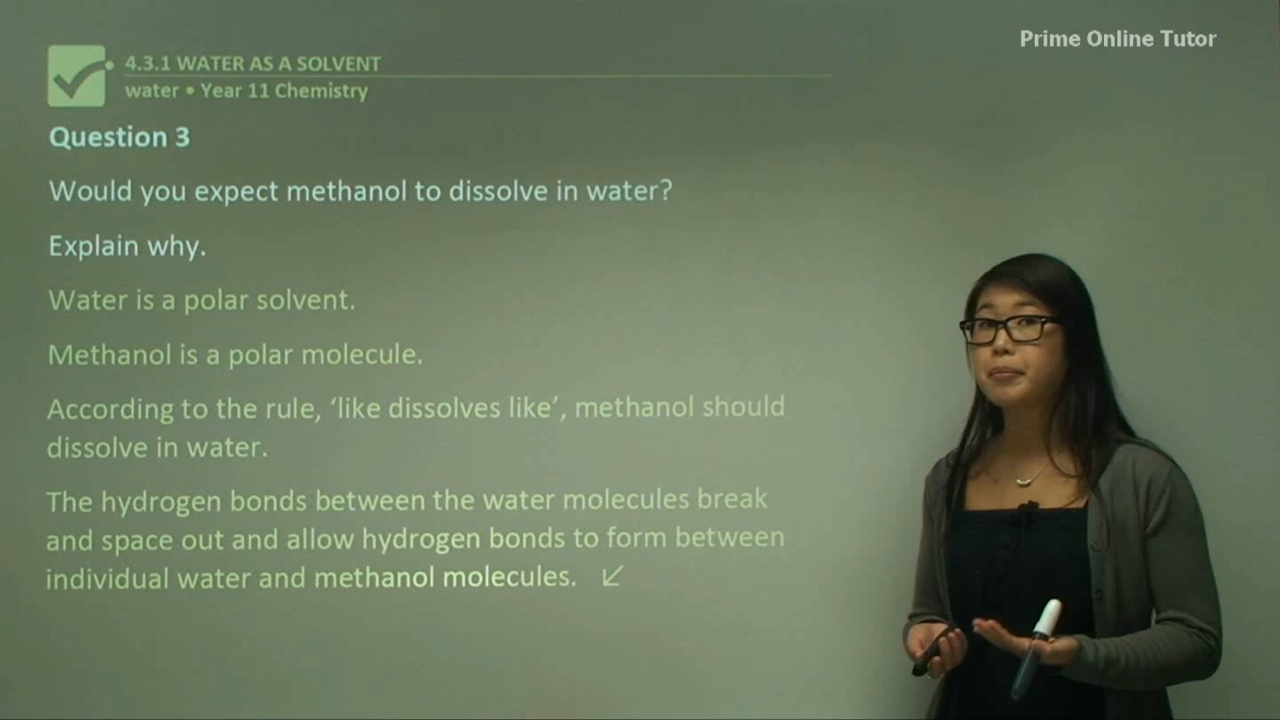 Prime Online Tutor
4.3.1 WATER AS A SOLVENT
water • Year 11 Chemistry
Question 3
Would you expect methanol to dissolve in water?
Explain why.
Water is a polar solvent.
Methanol is a polar molecule.
According to the rule, ‘like dissolves like’, methanol should
dissolve in water.
The hydrogen bonds between the water molecules break
and space out and allow hydrogen bonds to form between
individual water and methanol molecules. ↙